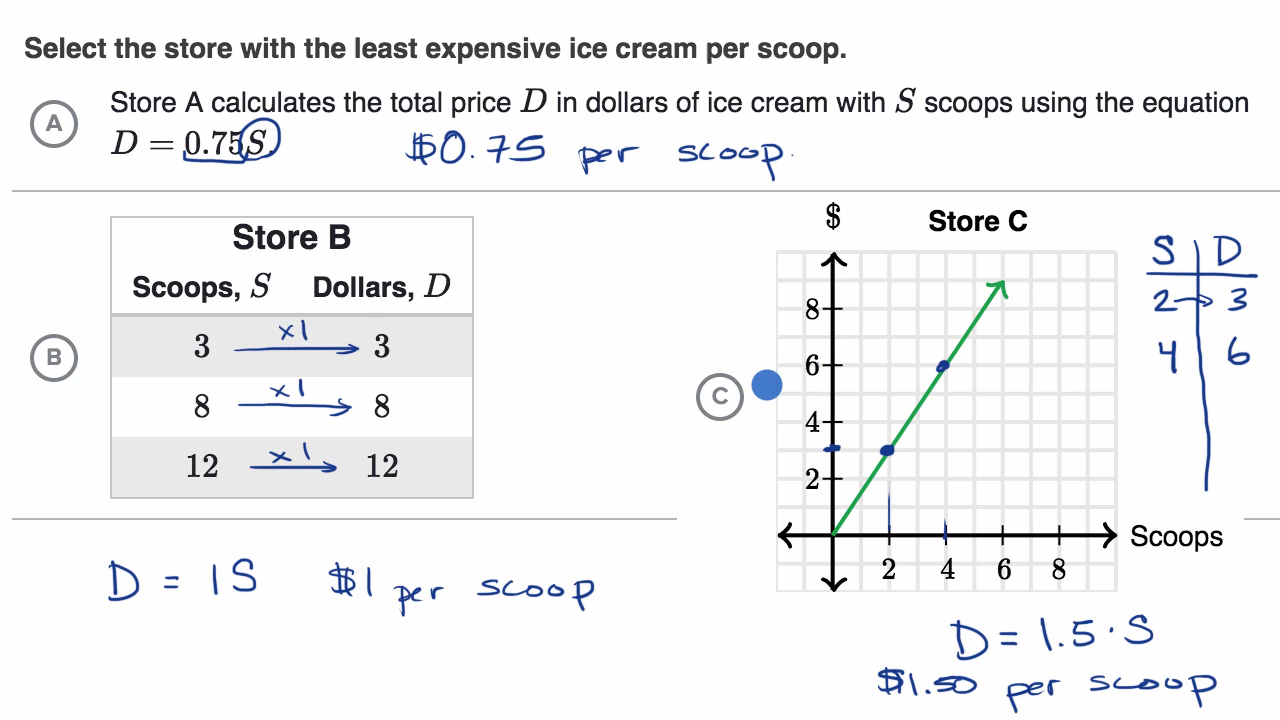 Select the store with the least expensive ice cream per scoop.
A
Store A calculates the total price D in dollars of ice cream with S scoops using the equation
D = 0.75S.
$0.75 per scoop.
B
Store B
Scoops, S Dollars, D
3 x1 3
8 x1 8
12 x1 12
D = 1S $1 per scoop
C
$ Store C
8
6
4
2
2 4 6 8
Scoops
S D
2 3
4 6
D = 1.5 · S
$1.50 per scoop